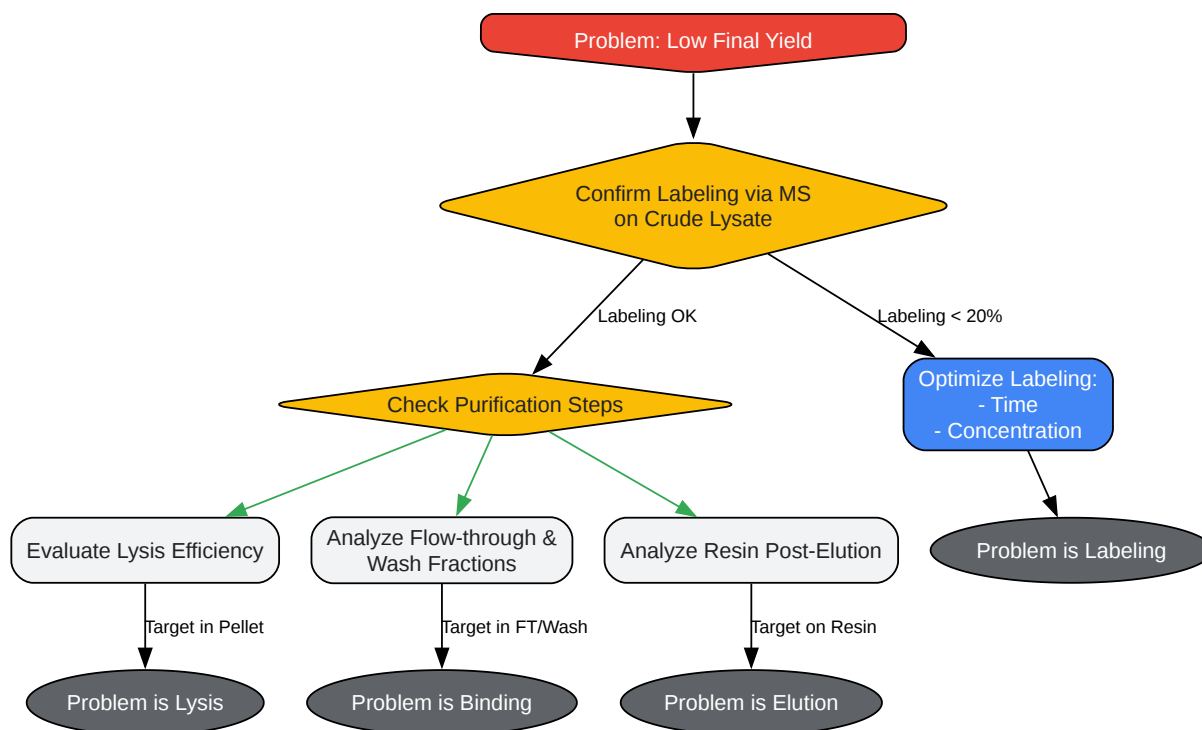 Problem: Low Final Yield
Confirm Labeling via MS
on Crude Lysate
Labeling OK
Labeling < 20%
Optimize Labeling:
- Time
- Concentration
Check Purification Steps
Evaluate Lysis Efficiency
Analyze Flow-through &
Wash Fractions
Analyze Resin Post-Elution
Problem is Labeling
Target in Pellet
Target in FT/Wash
Target on Resin
Problem is Lysis
Problem is Binding
Problem is Elution